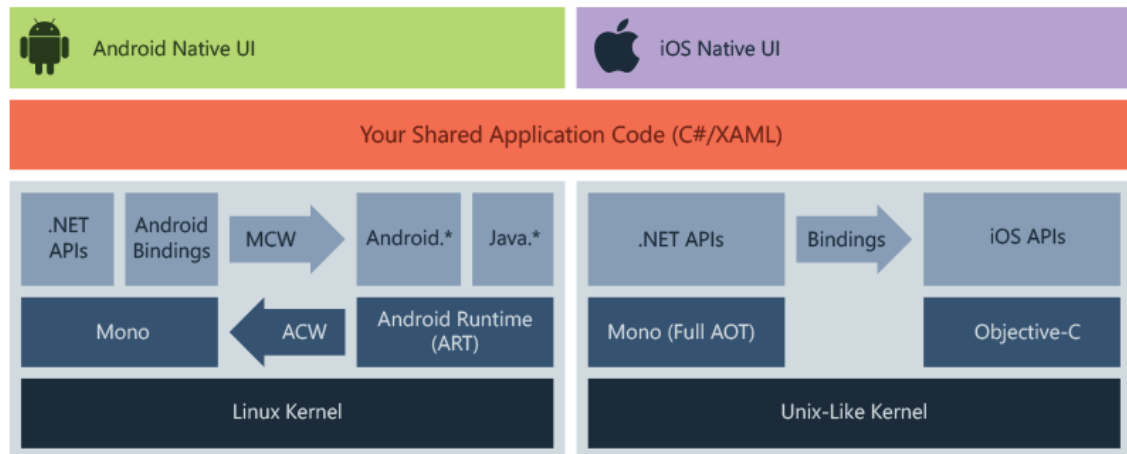 Android Native UI
iOS Native UI
Your Shared Application Code (C#/XAML)
.NET
APIs
Android
Bindings
MCW
Android.*
Java.*
Mono
ACW
Android Runtime
(ART)
Linux Kernel
.NET APIs
Bindings
iOS APIs
Mono (Full AOT)
Objective-C
Unix-Like Kernel